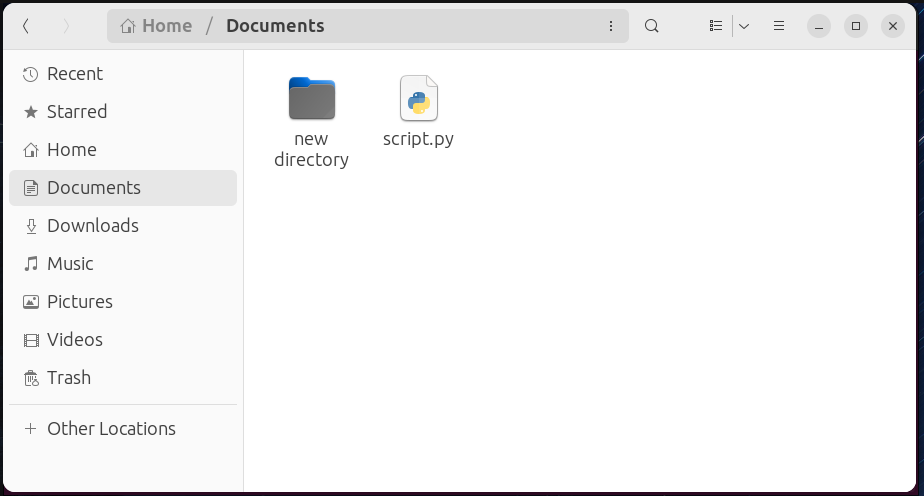 Home / Documents
Recent
Starred
Home
Documents
Downloads
Music
Pictures
Videos
Trash
Other Locations
new
directory
script.py